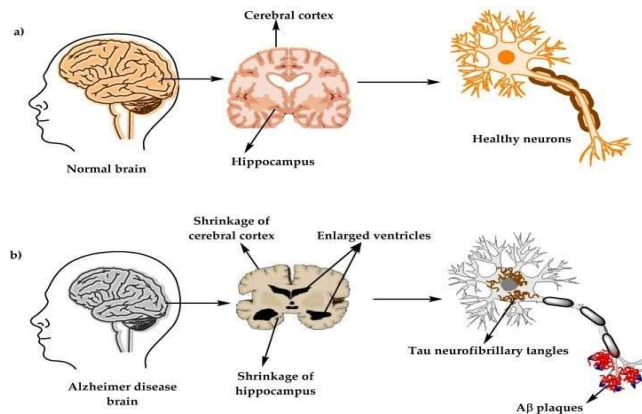 a)
Cerebral cortex
Normal brain
Hippocampus
Healthy neurons
b)
Shrinkage of
cerebral cortex
Enlarged ventricles
Alzheimer disease
brain
Shrinkage of
hippocampus
Tau neurofibrillary tangles
Aβ plaques